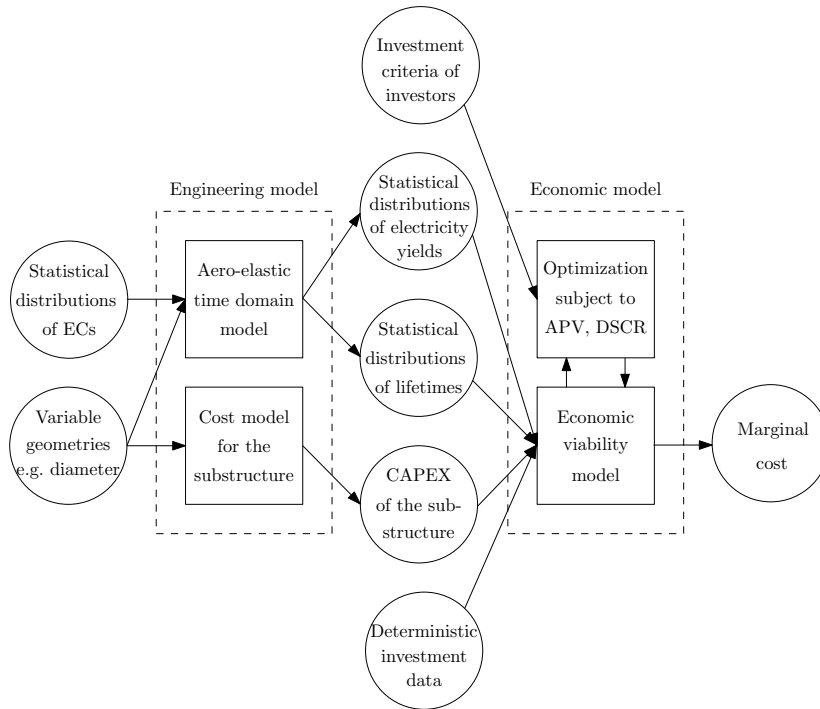 Investment
criteria of
investors
Engineering model
Statistical
distributions
of electricity
yields
Economic model
Statistical
distributions
of ECs
Aero-elastic
time domain
model
Optimization
subject to
APV, DSCR
Statistical
distributions
of lifetimes
Variable
geometries
e.g. diameter
Cost model
for the
substructure
Economic
viability
model
Marginal
cost
CAPEX
of the sub-
structure
Deterministic
investment
data